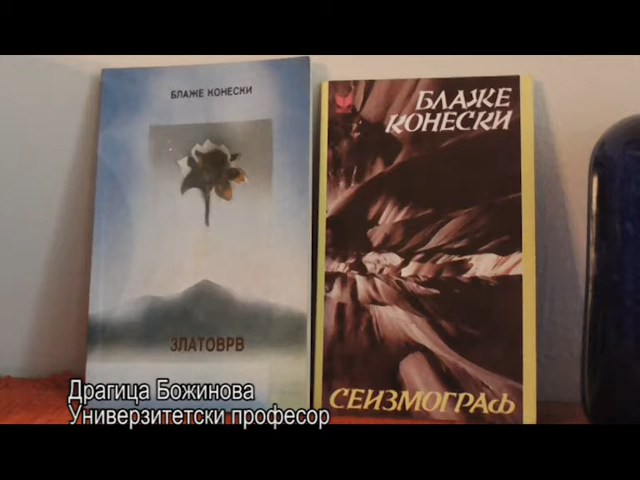 БЛАЖЕ КОНЕСКИ
ЗЛАТОВРВ
БЛАЖЕ
КОНЕСКИ
СЕИЗМОГРАФ
Драгица Божинова
Универзитетски професор